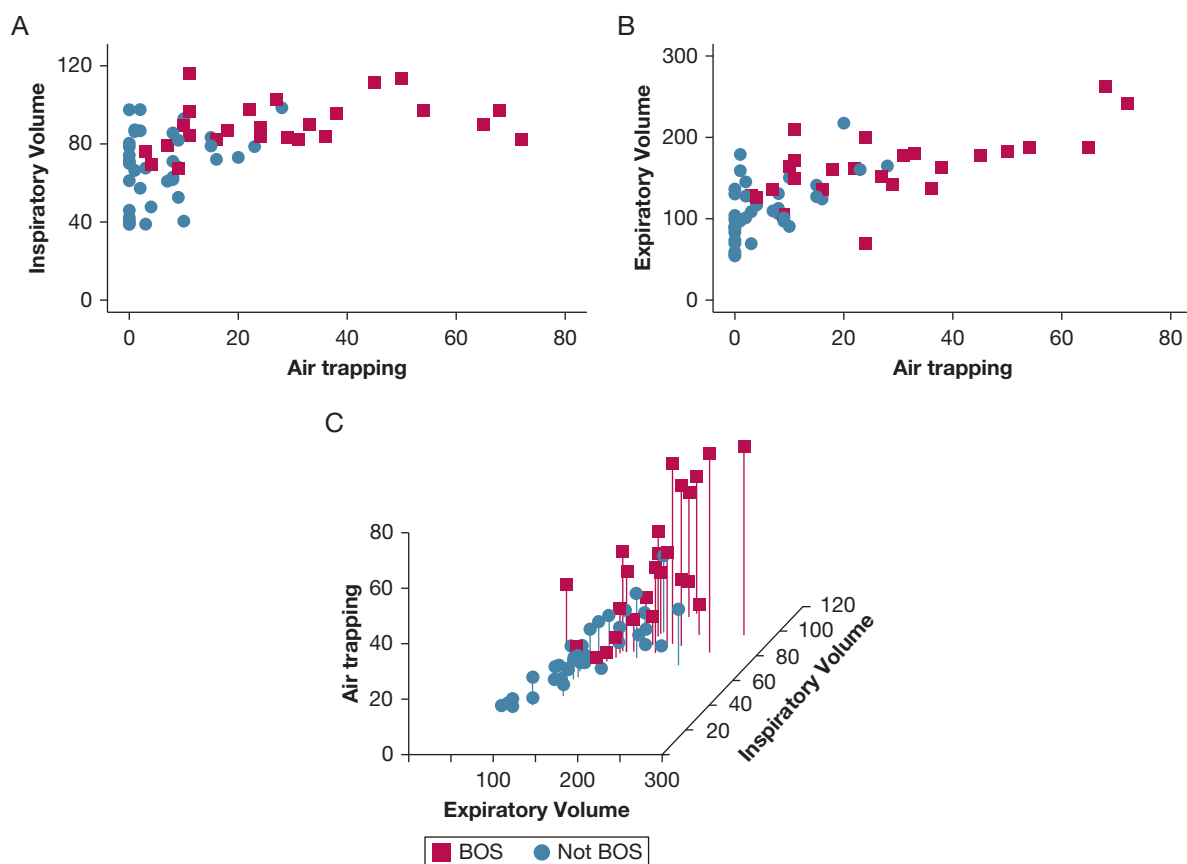 A
120
80
40
0
Inspiratory Volume
0 20 40 60 80
Air trapping
B
300
200
100
0
Expiratory Volume
0 20 40 60 80
Air trapping
C
80
60
40
20
0
Air trapping
100 200 300
Expiratory Volume
120
100
80
60
40
20
Inspiratory Volume
BOS Not BOS